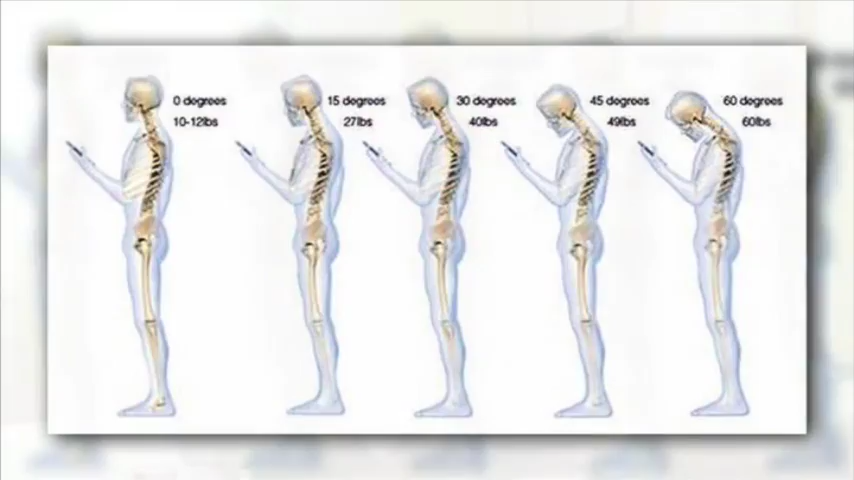 0 degrees
10-12lbs
15 degrees
27lbs
30 degrees
40lbs
45 degrees
49lbs
60 degrees
60lbs